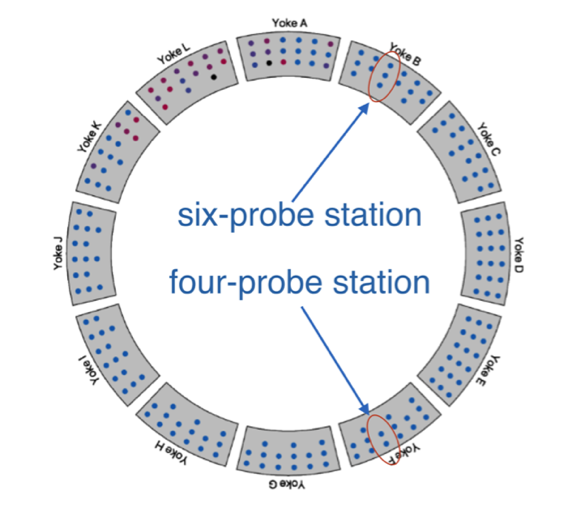 Yoke A
Yoke L
Yoke B
Yoke K
Yoke C
six-probe station
Yoke J
Yoke D
four-probe station
Yoke I
Yoke E
Yoke H
Yoke F
Yoke G